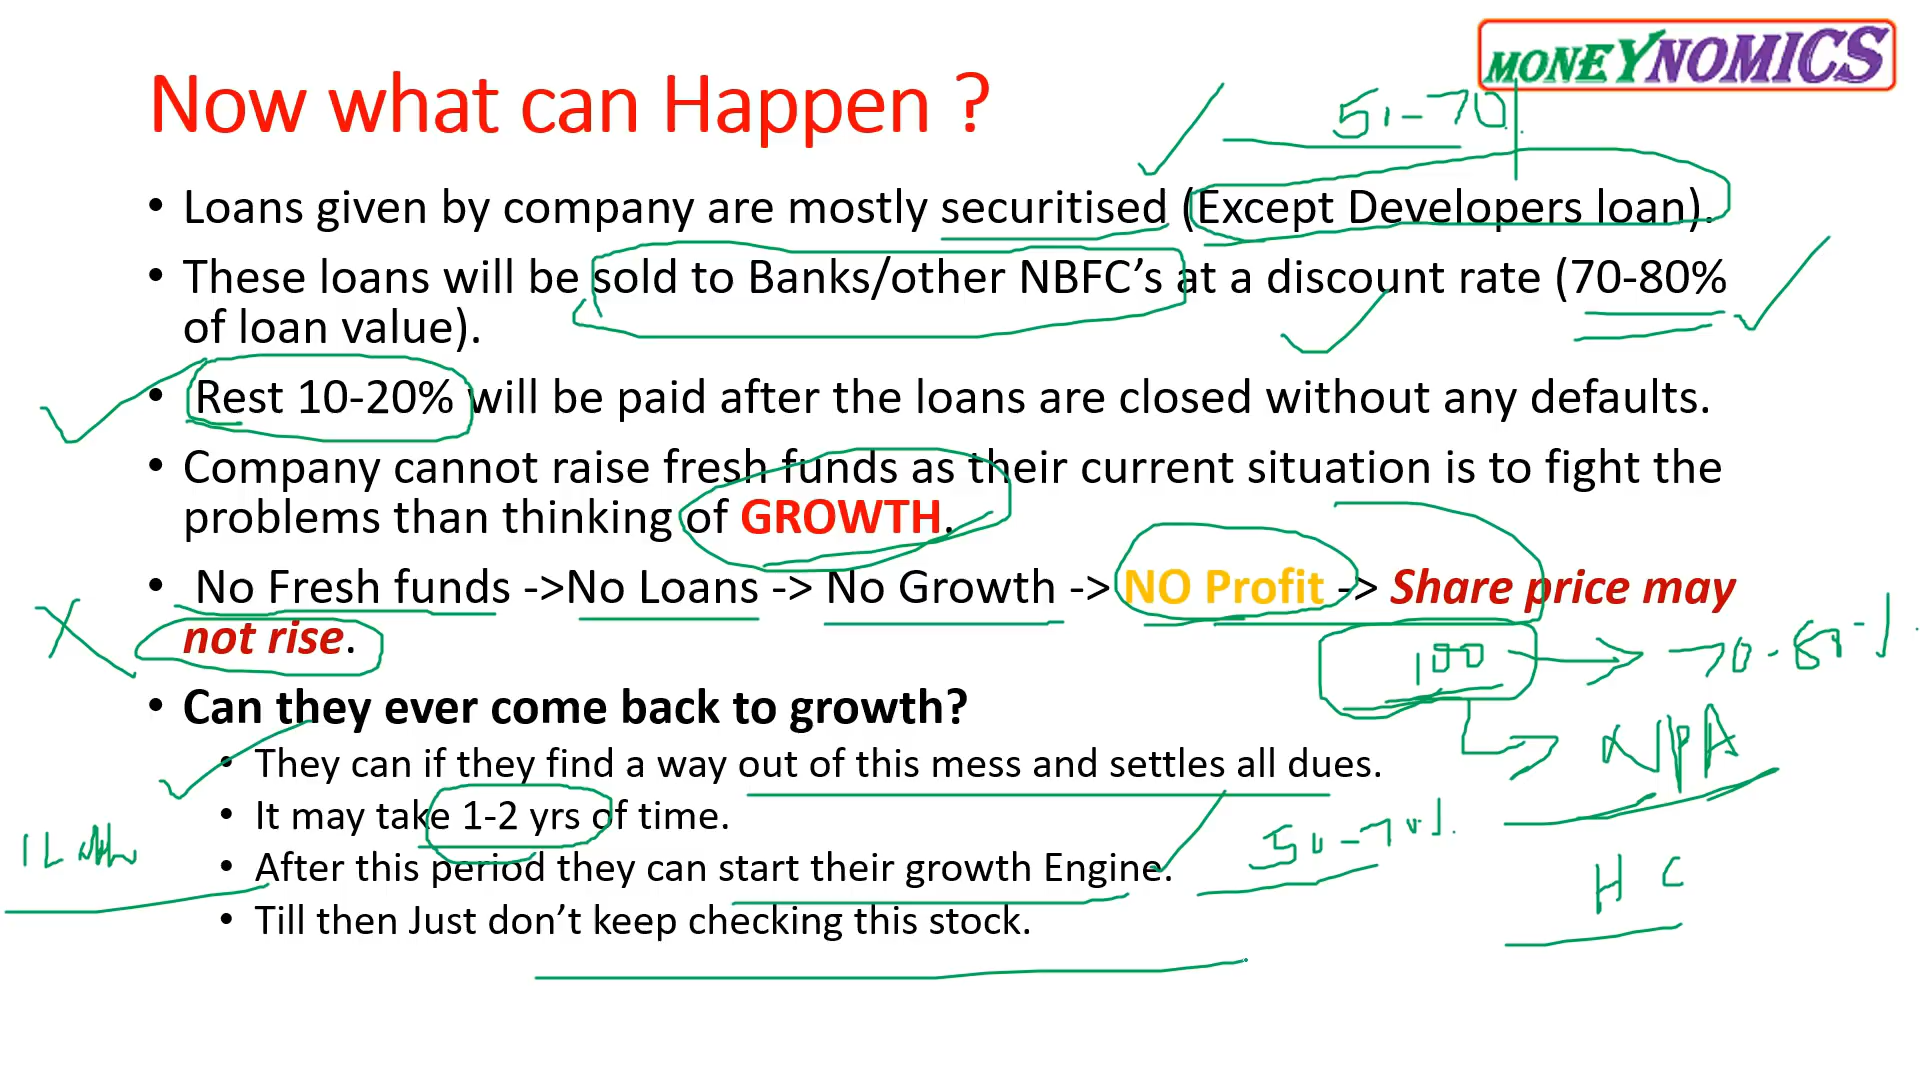 MONEYNOMICS
Now what can Happen ?
51-70
• Loans given by company are mostly securitised (Except Developers loan).
• These loans will be sold to Banks/other NBFC’s at a discount rate (70-80%
of loan value).
• Rest 10-20% will be paid after the loans are closed without any defaults.
• Company cannot raise fresh funds as their current situation is to fight the
problems than thinking of GROWTH.
• No Fresh funds ->No Loans -> No Growth -> NO Profit -> Share price may
not rise.
100
• Can they ever come back to growth?
NPA
• They can if they find a way out of this mess and settles all dues.
• It may take 1-2 yrs of time.
• After this period they can start their growth Engine.
HC
• Till then Just don’t keep checking this stock.